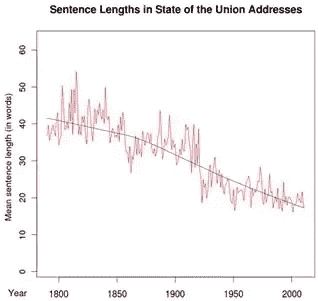 Sentence Lengths in State of the Union Addresses
Mean sentence length (in words)
60
50
40
30
20
10
0
Year 1800 1850 1900 1950 2000